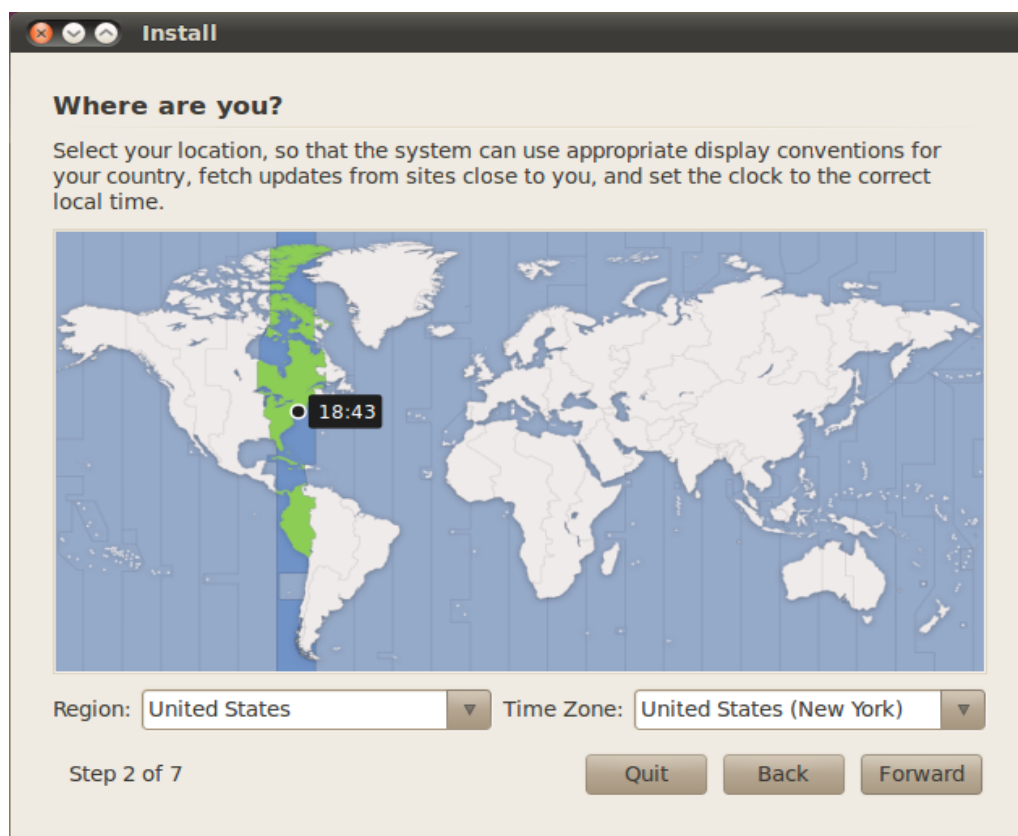 Install
Where are you?
Select your location, so that the system can use appropriate display conventions for
your country, fetch updates from sites close to you, and set the clock to the correct
local time.
18:43
Region: United States Time Zone: United States (New York)
Step 2 of 7 Quit Back Forward